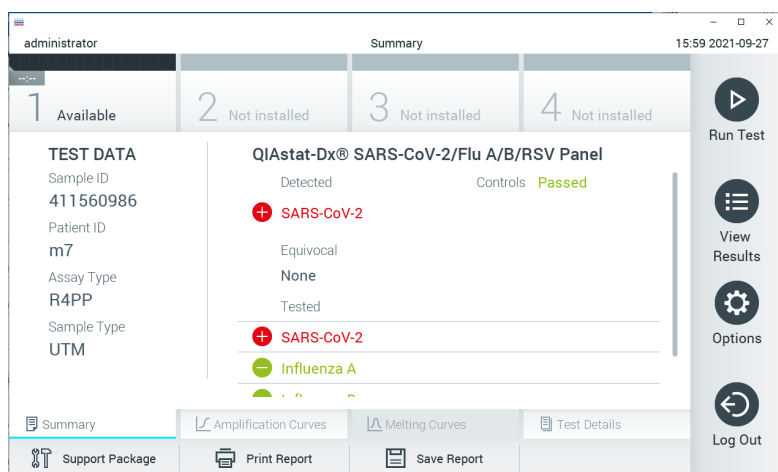 administrator
Summary
15:59 2021-09-27
--:--
1 Available
2 Not installed
3 Not installed
4 Not installed
Run Test
View
Results
Options
Log Out
TEST DATA
Sample ID
411560986
Patient ID
m7
Assay Type
R4PP
Sample Type
UTM
QIAstat-Dx® SARS-CoV-2/Flu A/B/RSV Panel
Detected
Controls Passed
SARS-CoV-2
Equivocal
None
Tested
SARS-CoV-2
Influenza A
Summary
Amplification Curves
Melting Curves
Test Details
Support Package
Print Report
Save Report